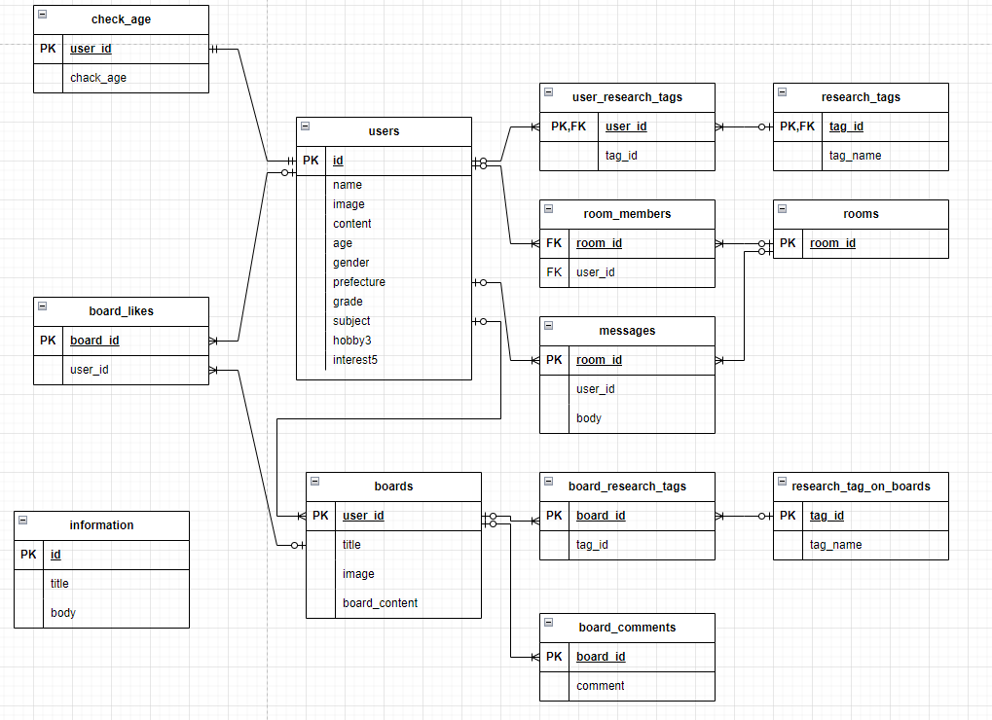 check_age
PK user_id
chack_age
users
PK id
name
image
content
age
gender
prefecture
grade
subject
hobby3
interest5
user_research_tags
PK,FK user_id
tag_id
research_tags
PK,FK tag_id
tag_name
room_members
FK room_id
FK user_id
rooms
PK room_id
board_likes
PK board_id
user_id
messages
PK room_id
user_id
body
boards
PK user_id
title
image
board_content
board_research_tags
PK board_id
tag_id
research_tag_on_boards
PK tag_id
tag_name
information
PK id
title
body
board_comments
PK board_id
comment